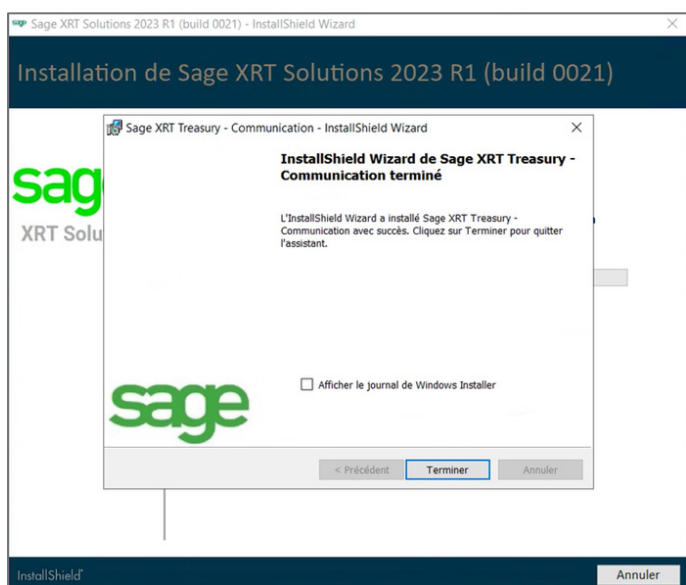 Sage XRT Solutions 2023 R1 (build 0021) - InstallShield Wizard
Installation de Sage XRT Solutions 2023 R1 (build 0021)
Sage XRT Treasury - Communication - InstallShield Wizard
InstallShield Wizard de Sage XRT Treasury -
Communication terminé
sag
XRT Solu
L'InstallShield Wizard a installé Sage XRT Treasury -
Communication avec succès. Cliquez sur Terminer pour quitter
l'assistant.
Afficher le journal de Windows Installer
sage
< Précédent
Terminer
Annuler
InstallShield
Annuler